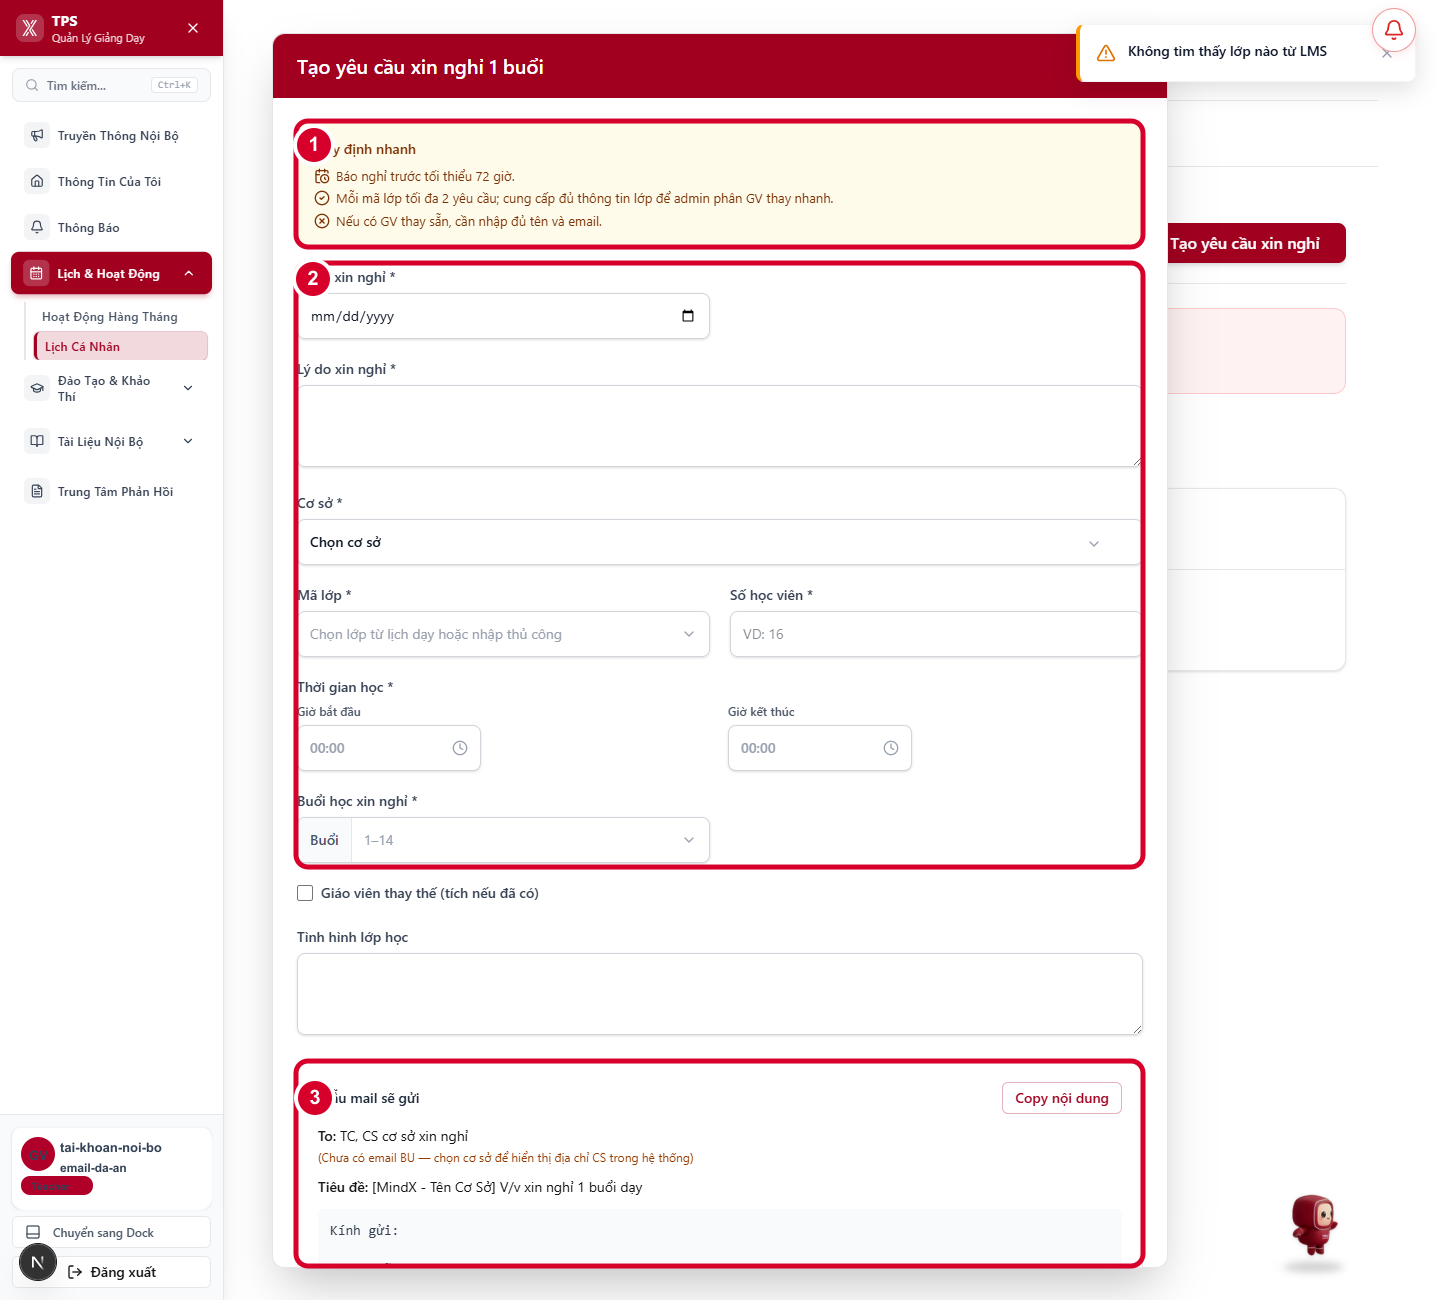 TPS
Quản Lý Giảng Dạy
Tìm kiếm...
Ctrl+K
Truyền Thông Nội Bộ
Thông Tin Của Tôi
Thông Báo
Lịch & Hoạt Động
Hoạt Động Hàng Tháng
Lịch Cá Nhân
Đào Tạo & Khảo
Thí
Tài Liệu Nội Bộ
Trung Tâm Phản Hồi
tai-khoan-noi-bo
email-da-an
Chuyển sang Dock
N
Đăng xuất
Tạo yêu cầu xin nghỉ 1 buổi
Không tìm thấy lớp nào từ LMS
Tạo yêu cầu xin nghỉ
1
y định nhanh
Báo nghỉ trước tối thiểu 72 giờ.
Mỗi mã lớp tối đa 2 yêu cầu; cung cấp đủ thông tin lớp để admin phân GV thay nhanh.
Nếu có GV thay sẵn, cần nhập đủ tên và email.
2
xin nghỉ *
mm/dd/yyyy
Lý do xin nghỉ *
Cơ sở *
Chọn cơ sở
Mã lớp *
Số học viên *
Chọn lớp từ lịch dạy hoặc nhập thủ công
VD: 16
Thời gian học *
Giờ bắt đầu
Giờ kết thúc
00:00
00:00
Buổi học xin nghỉ *
Buổi
1–14
Giáo viên thay thế (tích nếu đã có)
Tình hình lớp học
3
ẫu mail sẽ gửi
Copy nội dung
To: TC, CS cơ sở xin nghỉ
(Chưa có email BU — chọn cơ sở để hiển thị địa chỉ CS trong hệ thống)
Tiêu đề: [MindX - Tên Cơ Sở] V/v xin nghỉ 1 buổi dạy
Kính gửi: